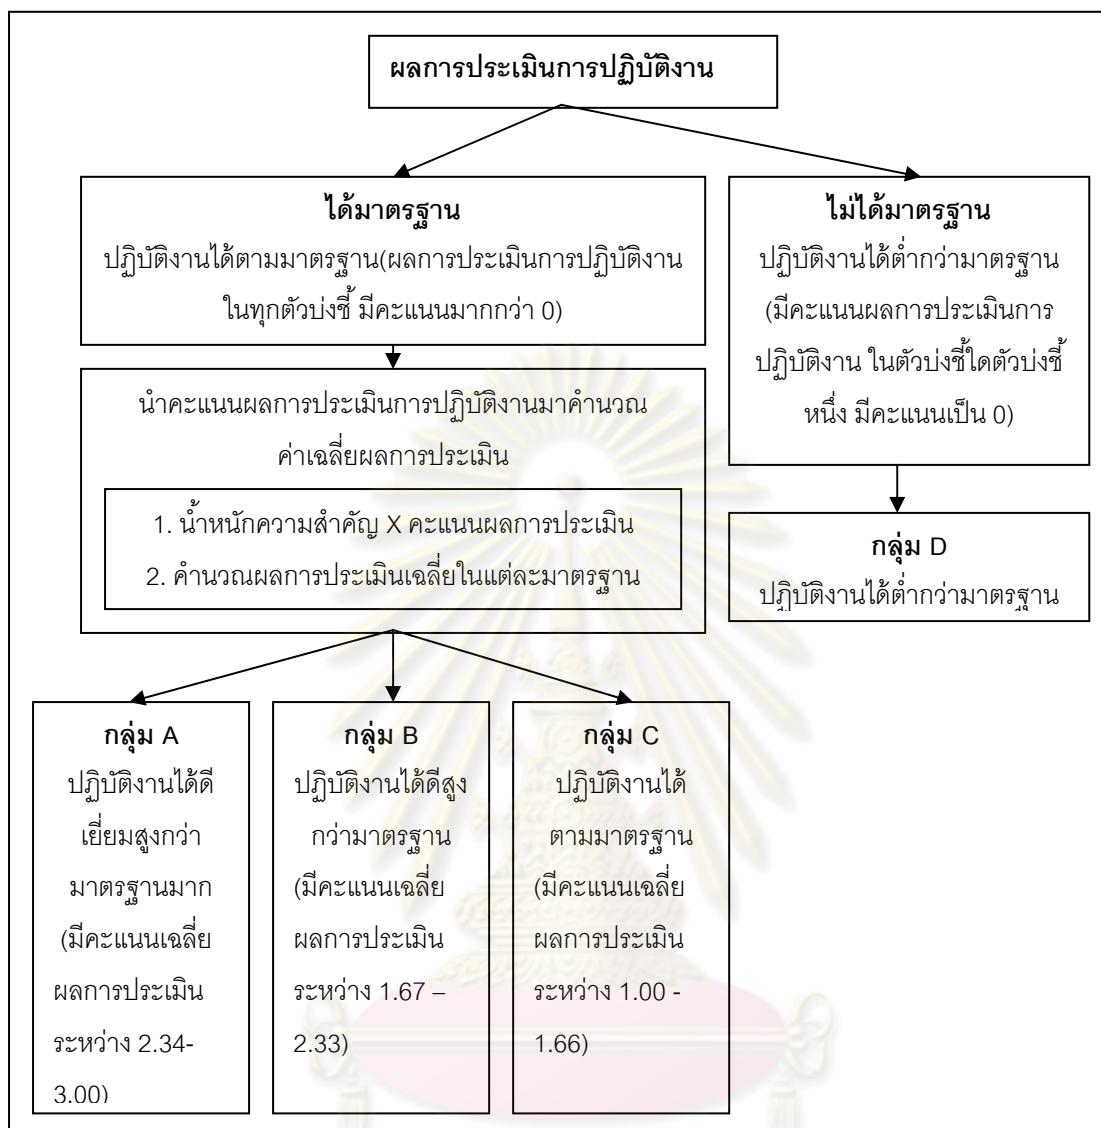 ผลการประเมินการปฏิบัติงาน
ได้มาตรฐาน
ปฏิบัติงานได้ตามมาตรฐาน(ผลการประเมินการปฏิบัติงาน
ในทุกตัวบ่งชี้ มีคะแนนมากกว่า 0)
ไม่ได้มาตรฐาน
ปฏิบัติงานได้ต่ำกว่ามาตรฐาน
(มีคะแนนผลการประเมินการ
ปฏิบัติงาน ในตัวบ่งชี้ใดตัวบ่งชี้
หนึ่ง มีคะแนนเป็น 0)
นำคะแนนผลการประเมินการปฏิบัติงานมาคำนวณ
ค่าเฉลี่ยผลการประเมิน
1. น้ำหนักความสำคัญ X คะแนนผลการประเมิน
2. คำนวณผลการประเมินเฉลี่ยในแต่ละมาตรฐาน
กลุ่ม D
ปฏิบัติงานได้ต่ำกว่ามาตรฐาน
กลุ่ม A
ปฏิบัติงานได้ดี
เยี่ยมสูงกว่า
มาตรฐานมาก
(มีคะแนนเฉลี่ย
ผลการประเมิน
ระหว่าง 2.34-
3.00)
กลุ่ม B
ปฏิบัติงานได้ดีสูง
กว่ามาตรฐาน
(มีคะแนนเฉลี่ย
ผลการประเมิน
ระหว่าง 1.67 –
2.33)
กลุ่ม C
ปฏิบัติงานได้
ตามมาตรฐาน
(มีคะแนนเฉลี่ย
ผลการประเมิน
ระหว่าง 1.00 -
1.66)